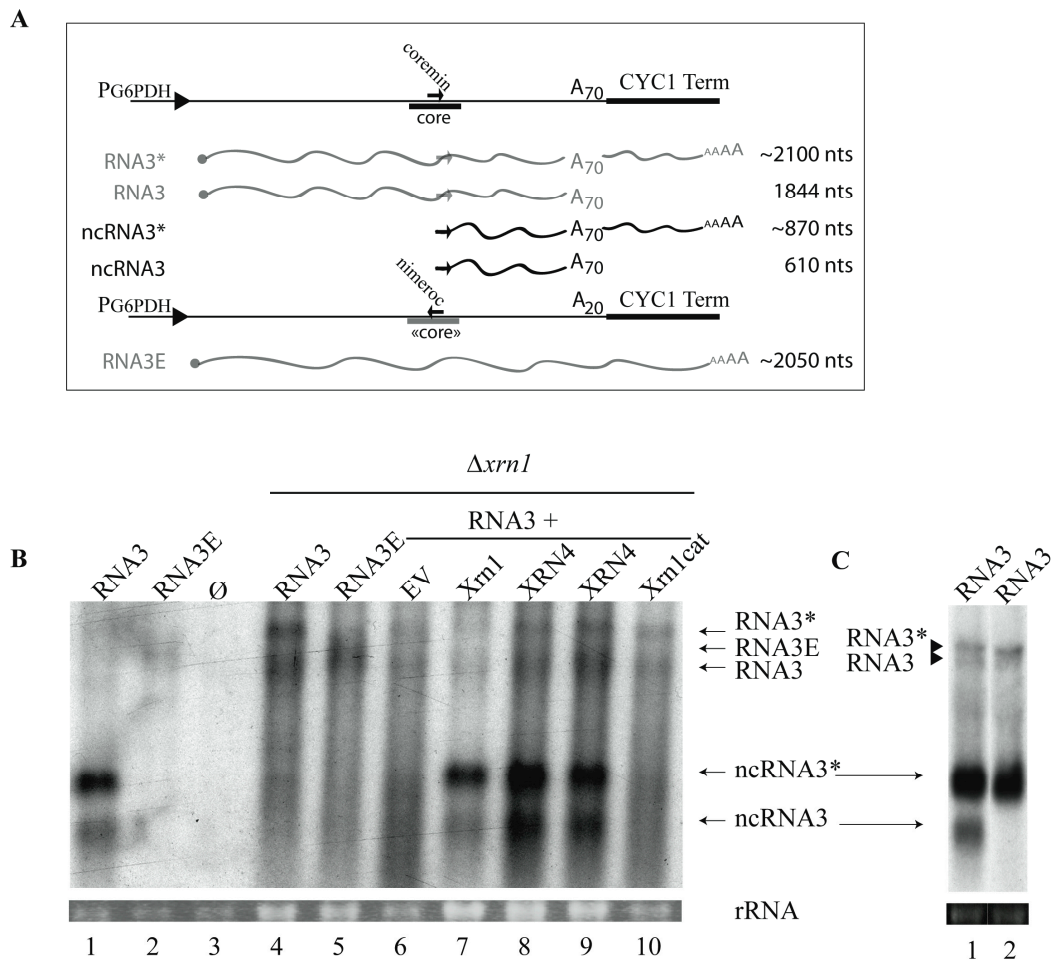 A
coremin
PG6PDH A70 CYC1 Term
core
RNA3* A70 AAAA ~2100 nts
RNA3 A70 1844 nts
ncRNA3* A70 AAAA ~870 nts
ncRNA3 A70 610 nts
nimeroc
PG6PDH A20 CYC1 Term
«core»
RNA3E AAAA ~2050 nts
Δxrn1
RNA3 +
B
RNA3 RNA3E Ø RNA3 RNA3E EV Xrn1 XRN4 XRN4 Xrn1cat
RNA3*
RNA3E
RNA3
ncRNA3*
ncRNA3
rRNA
1 2 3 4 5 6 7 8 9 10
C
RNA3 RNA3
RNA3*
RNA3
1 2